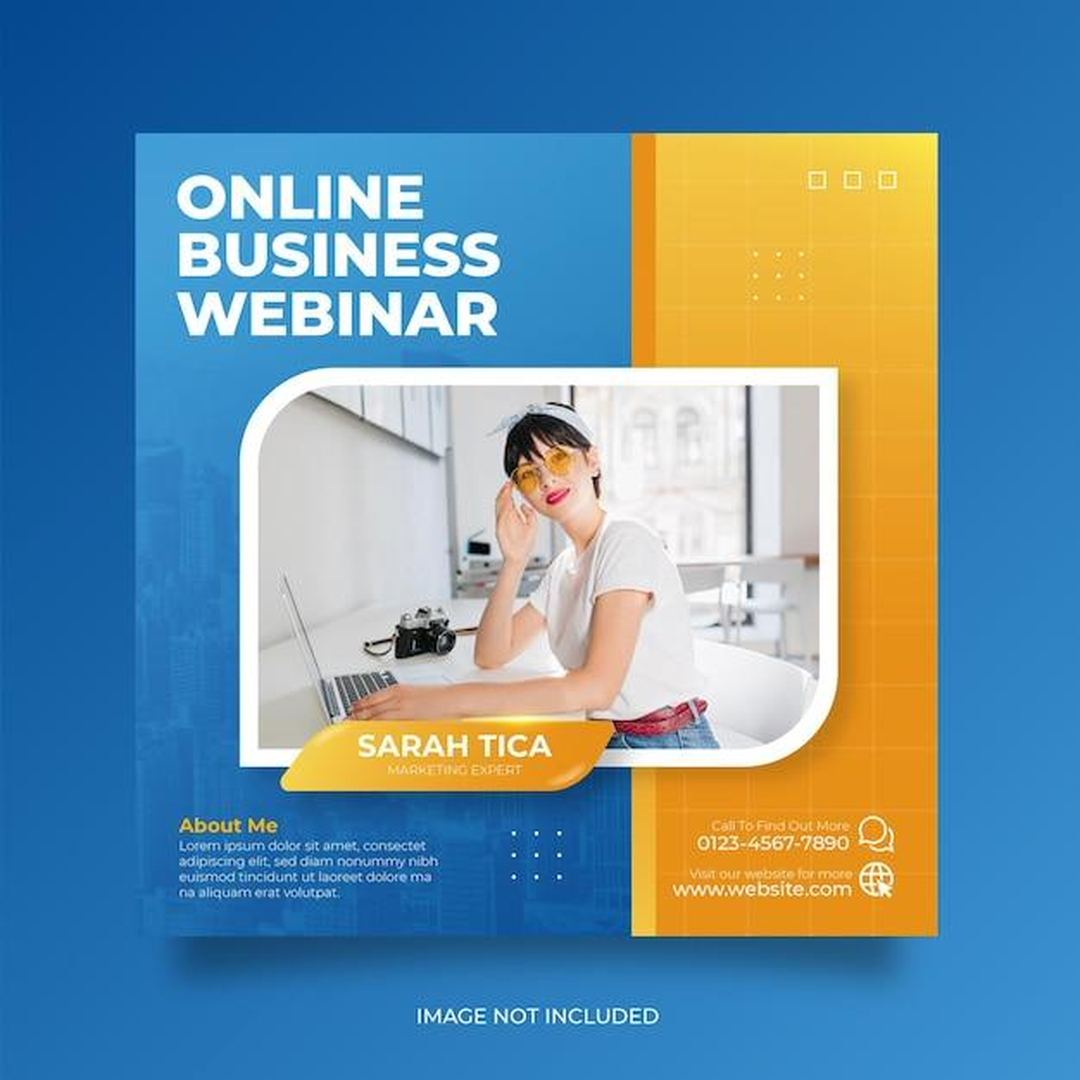 ONLINE
BUSINESS
WEBINAR
SARAH TICA
MARKETING EXPERT
About Me
Lorem ipsum dolor sit amet, consectet
adipiscing elit, sed diam nonummy nibh
euismod tincidunt ut laoreet dolore ma
na aliquam erat volutpat.
Call To Find Out More
0123-4567-7890
Visit our website for more
www.website.com
IMAGE NOT INCLUDED